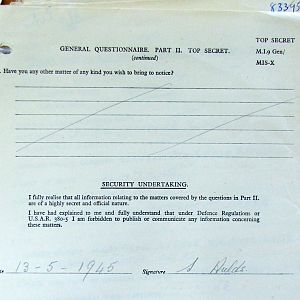 83395
GENERAL QUESTIONNAIRE. PART II. TOP SECRET.
(continued)
TOP SECRET
M.I.9 Gen/
MIS-X
Have you any other matter of any kind you wish to bring to notice?
SECURITY UNDERTAKING.
I fully realise that all information relating to the matters covered by the questions in Part II.
are of a highly secret and official nature.
I have had explained to me and fully understand that under Defence Regulations or
U.S.A.R. 380-5 I am forbidden to publish or communicate any information concerning
these matters.
13-5-1945 Signature S